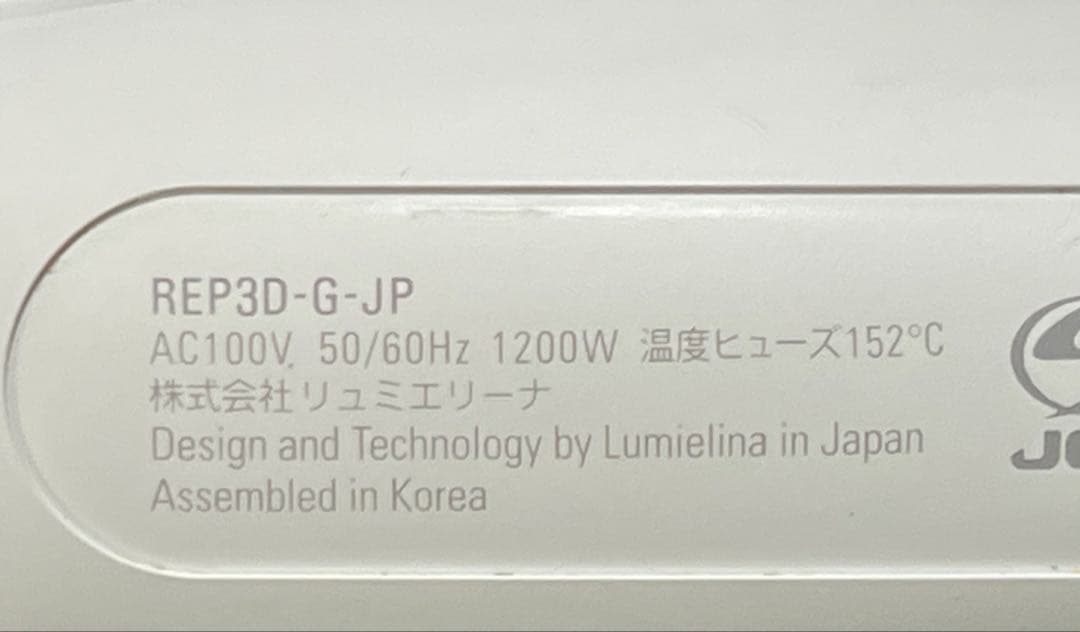 REP3D-G-JP
AC100V, 50/60Hz 1200W 温度ヒューズ152℃
株式会社リュミエリーナ
Design and Technology by Lumielina in Japan
Assembled in Korea